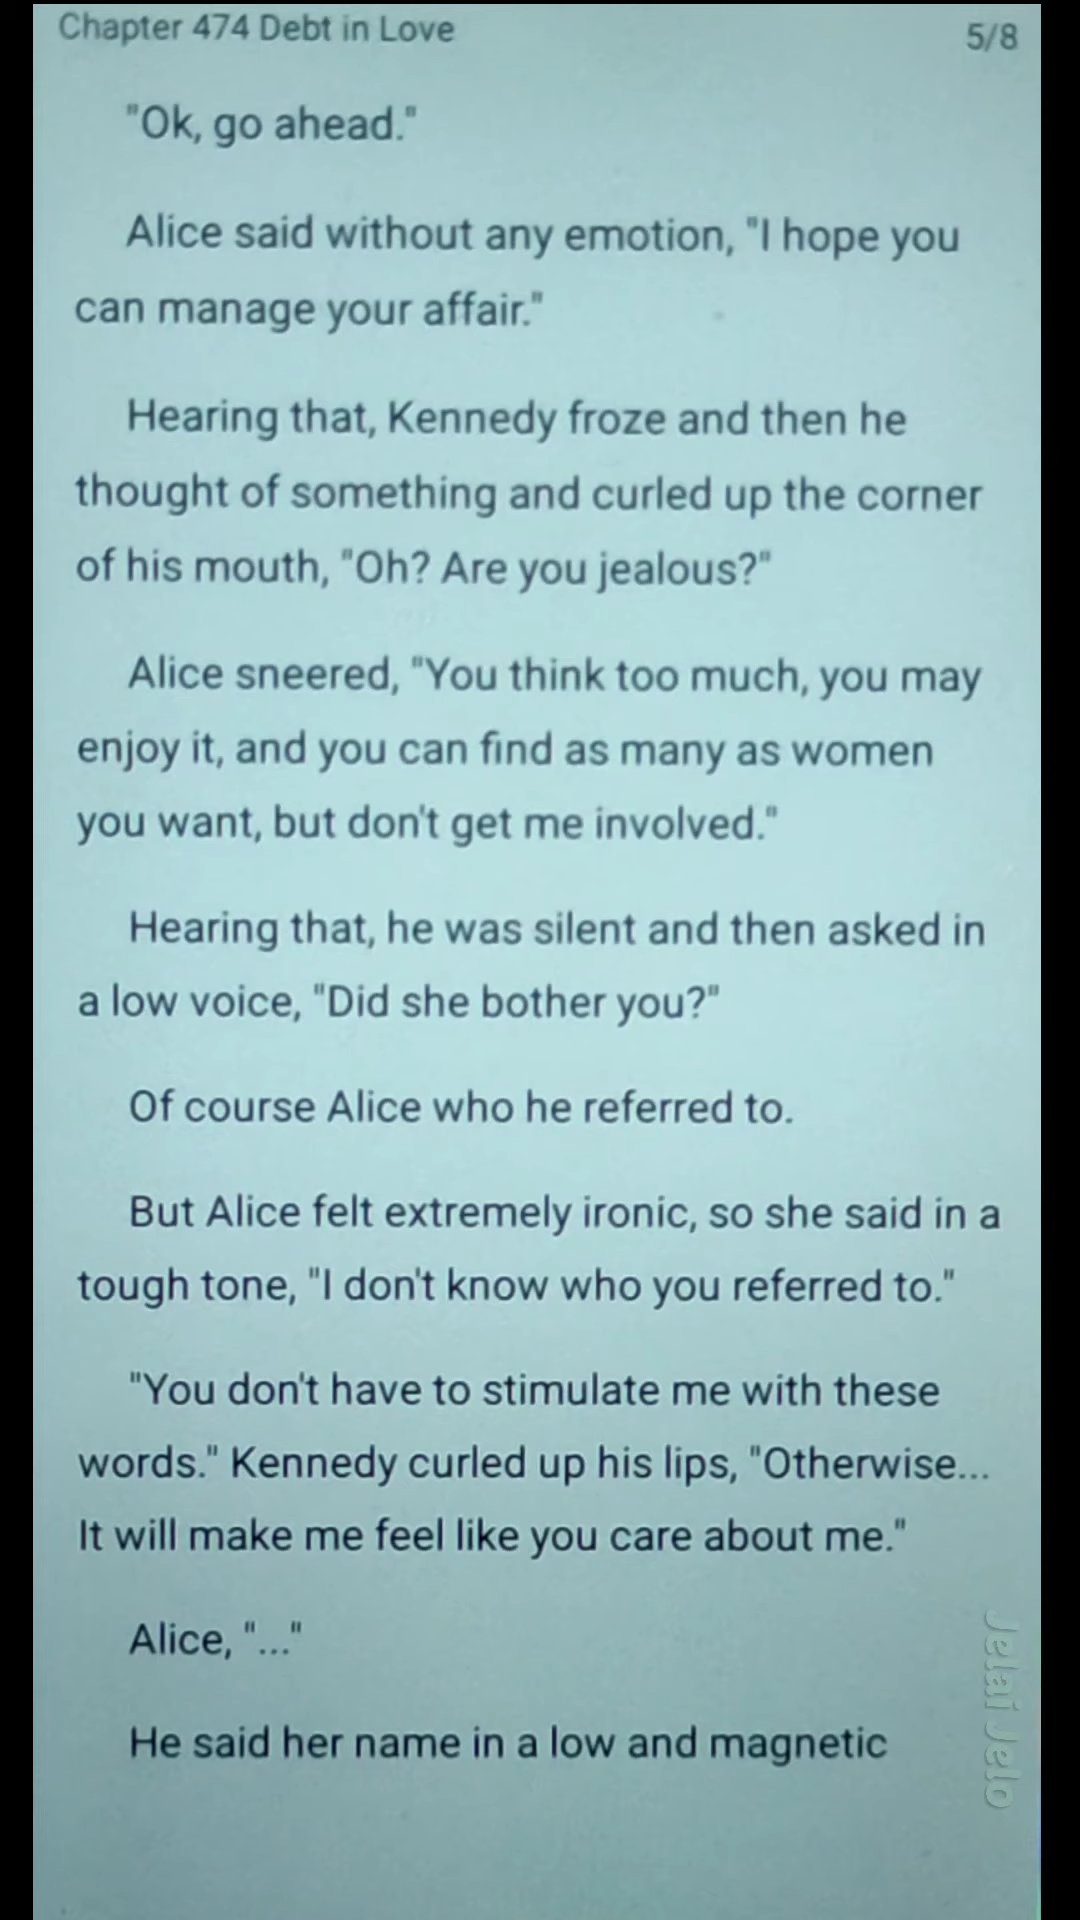 Chapter 474 Debt in Love
5/8
"Ok, go ahead."
Alice said without any emotion, "I hope you
can manage your affair."
Hearing that, Kennedy froze and then he
thought of something and curled up the corner
of his mouth, "Oh? Are you jealous?"
Alice sneered, "You think too much, you may
enjoy it, and you can find as many as women
you want, but don't get me involved."
Hearing that, he was silent and then asked in
a low voice, "Did she bother you?"
Of course Alice who he referred to.
But Alice felt extremely ironic, so she said in a
tough tone, "I don't know who you referred to."
"You don't have to stimulate me with these
words." Kennedy curled up his lips, "Otherwise...
It will make me feel like you care about me."
Alice, "..."
He said her name in a low and magnetic
Jelai Jelo